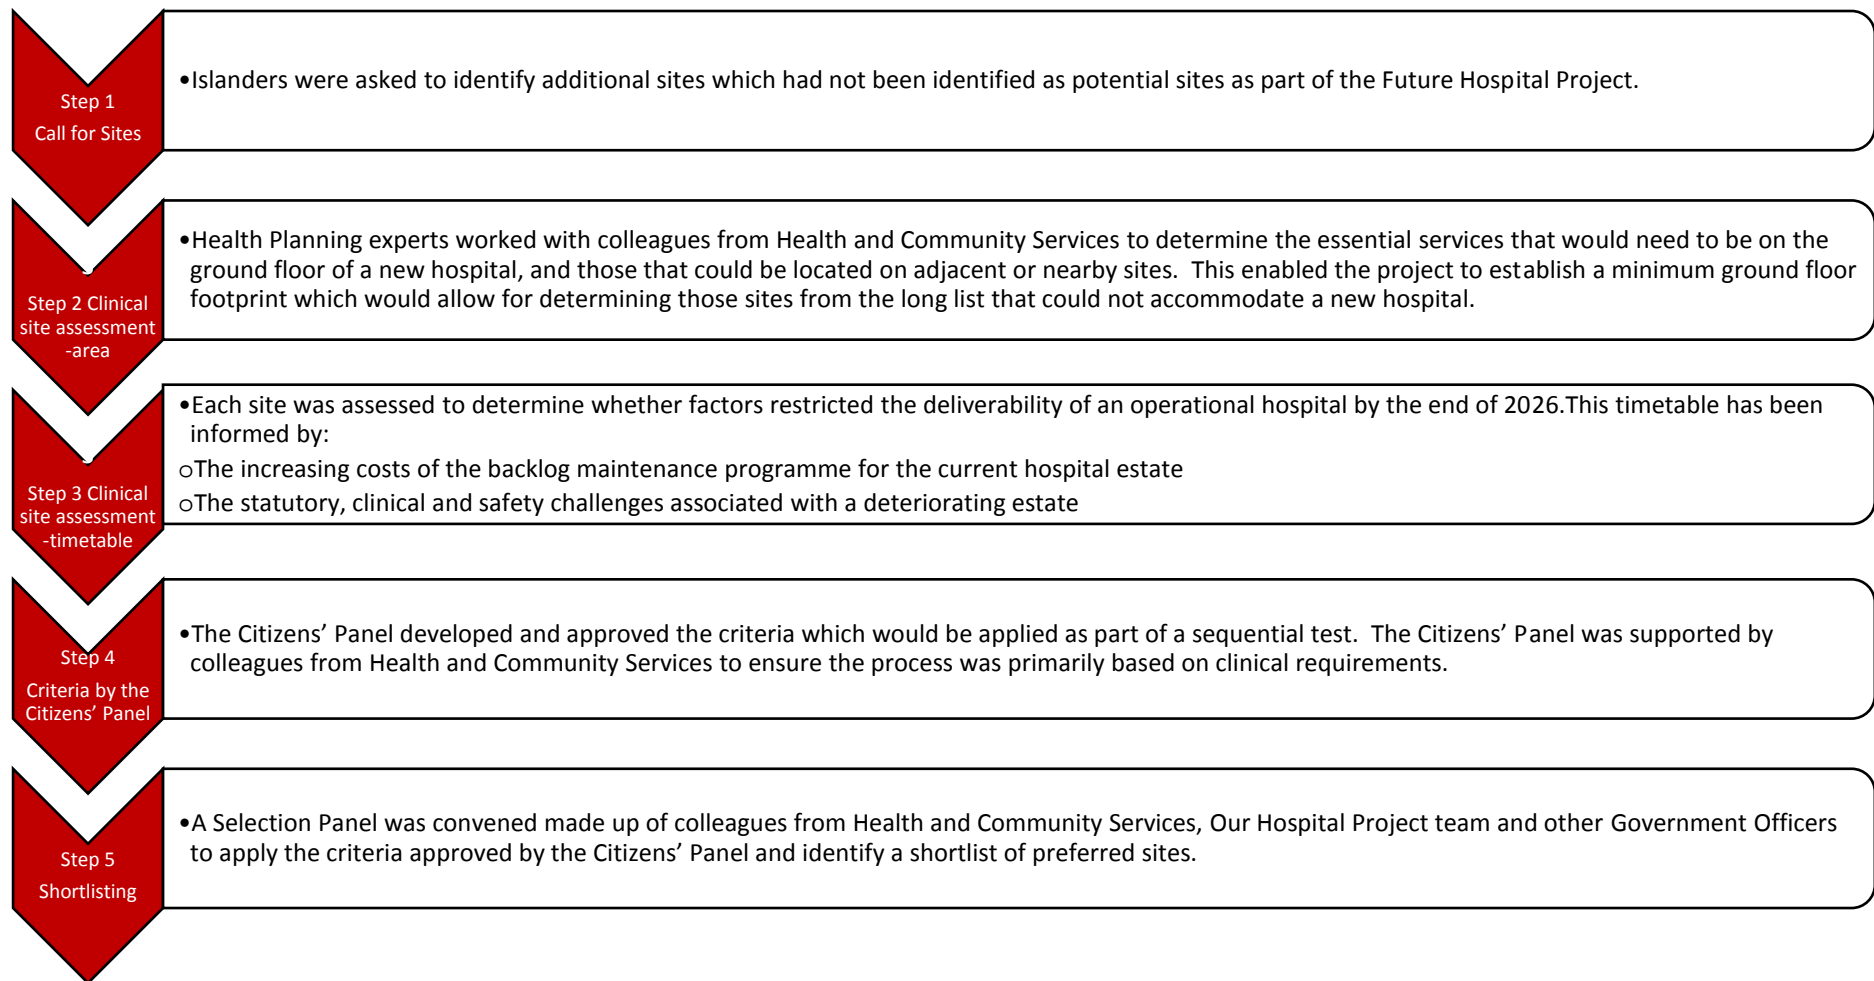 Step 1
Call for Sites
•Islanders were asked to identify additional sites which had not been identified as potential sites as part of the Future Hospital Project.
Step 2 Clinical
site assessment
-area
•Health Planning experts worked with colleagues from Health and Community Services to determine the essential services that would need to be on the
ground floor of a new hospital, and those that could be located on adjacent or nearby sites.  This enabled the project to establish a minimum ground floor
footprint which would allow for determining those sites from the long list that could not accommodate a new hospital.
Step 3 Clinical
site assessment
-timetable
•Each site was assessed to determine whether factors restricted the deliverability of an operational hospital by the end of 2026.This timetable has been
informed by:
oThe increasing costs of the backlog maintenance programme for the current hospital estate
oThe statutory, clinical and safety challenges associated with a deteriorating estate
Step 4
Criteria by the
Citizens’ Panel
•The Citizens’ Panel developed and approved the criteria which would be applied as part of a sequential test.  The Citizens’ Panel was supported by
colleagues from Health and Community Services to ensure the process was primarily based on clinical requirements.
Step 5
Shortlisting
•A Selection Panel was convened made up of colleagues from Health and Community Services, Our Hospital Project team and other Government Officers
to apply the criteria approved by the Citizens’ Panel and identify a shortlist of preferred sites.